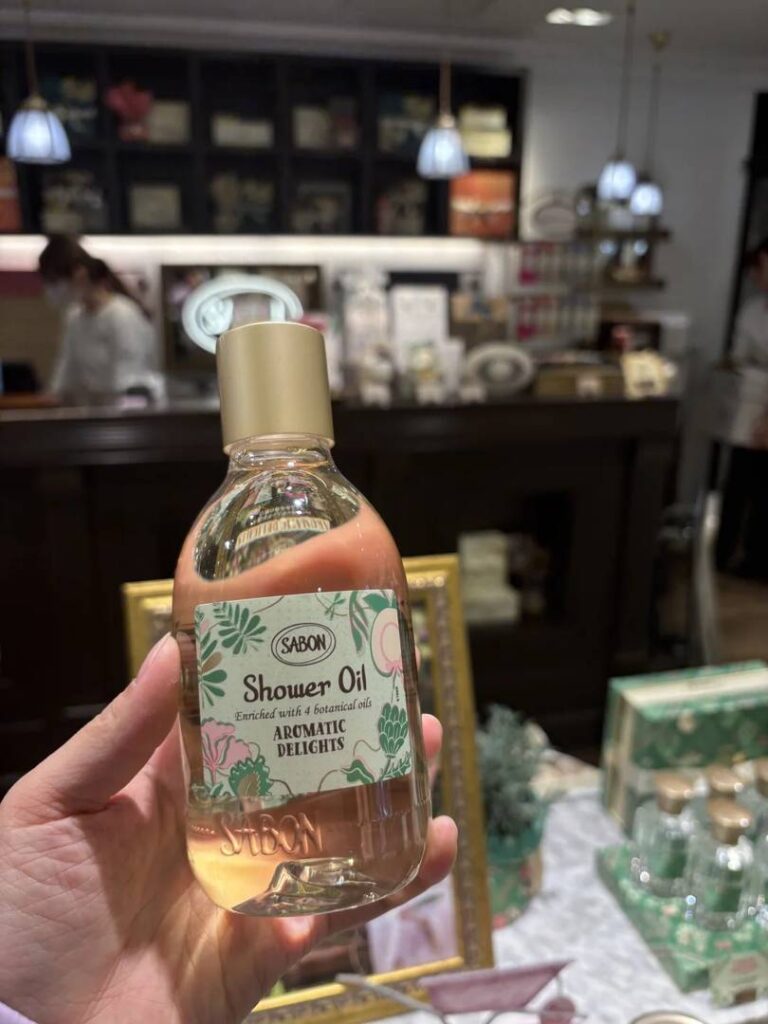 SABON
Shower Oil
Enriched with 4 botanical oils
AROMATIC
DELIGHTS
SABON